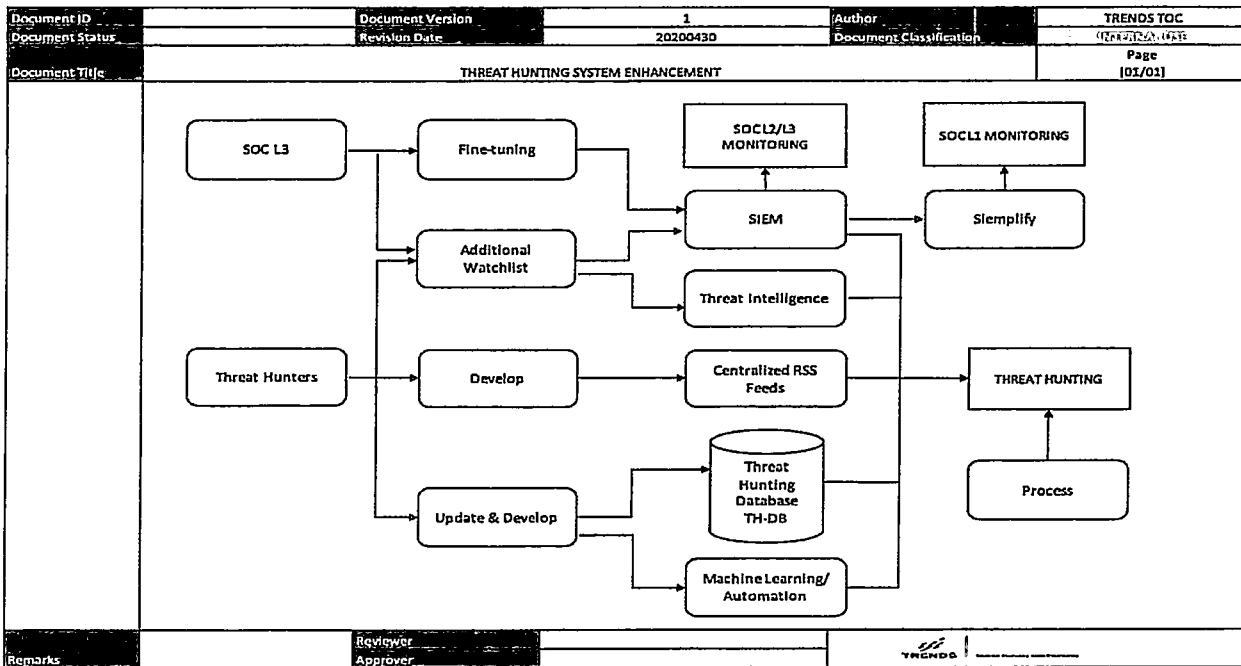 Document ID
Document Version
1
Author
TRENDS TOC
Document Status
Revision Date
20200430
Document Classification
INTERNAL USE
Document Title
THREAT HUNTING SYSTEM ENHANCEMENT
Page
[01/01]
SOC L3
Fine-tuning
SOCL2/L3
MONITORING
SOCL1 MONITORING
SIEM
Siemplify
Additional
Watchlist
Threat Intelligence
Threat Hunters
Develop
Centralized RSS
Feeds
THREAT HUNTING
Threat
Hunting
Database
TH-DB
Process
Update & Develop
Machine Learning/
Automation
Remarks
Reviewer
Approver
TRENDS